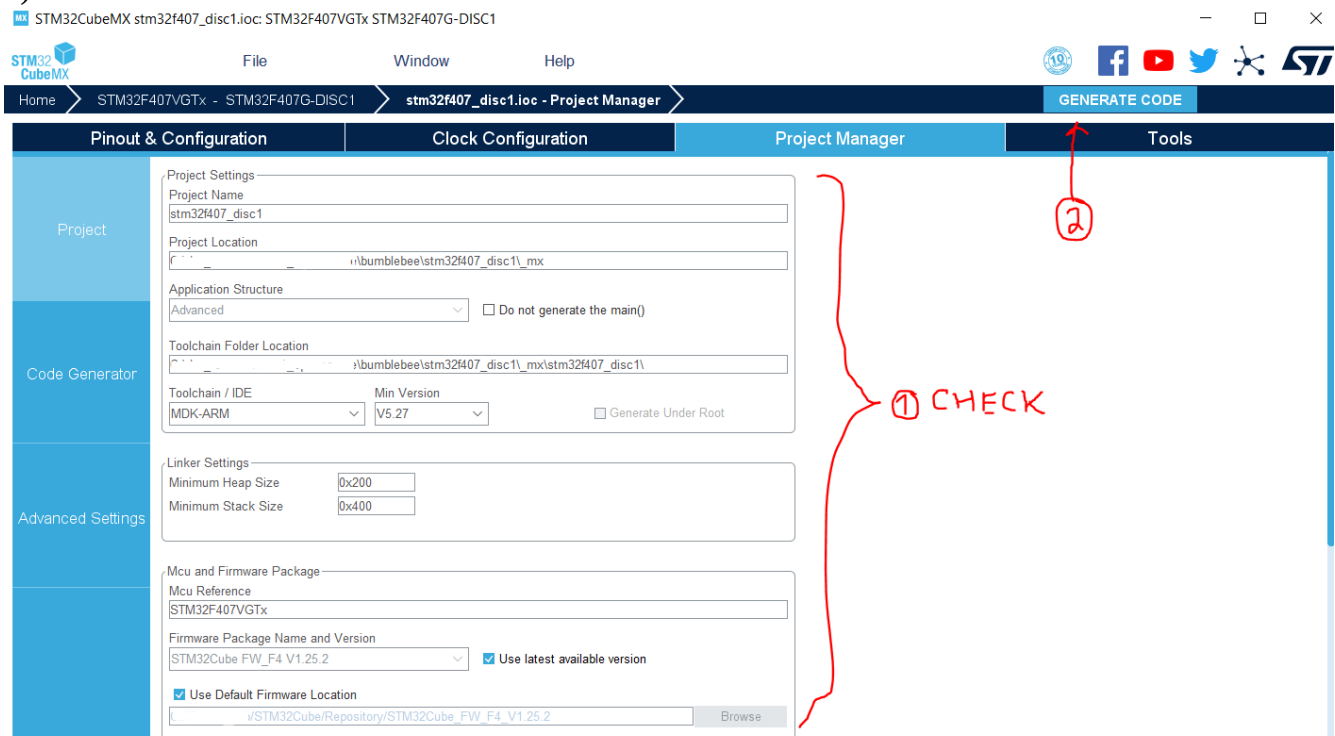 MX STM32CubeMX stm32f407_disc1.ioc: STM32F407VGTx STM32F407G-DISC1
STM32 CubeMX
File Window Help
10
ST
Home STM32F407VGTx - STM32F407G-DISC1 stm32f407_disc1.ioc - Project Manager GENERATE CODE
Pinout & Configuration Clock Configuration Project Manager Tools
②
Project
Code Generator
Advanced Settings
Project Settings
Project Name
stm32f407_disc1
Project Location
\bumblebee\stm32f407_disc1\_mx
Application Structure
Advanced Do not generate the main()
Toolchain Folder Location
\bumblebee\stm32f407_disc1\_mx\stm32f407_disc1\
Toolchain / IDE Min Version
MDK-ARM V5.27 Generate Under Root
① CHECK
Linker Settings
Minimum Heap Size 0x200
Minimum Stack Size 0x400
Mcu and Firmware Package
Mcu Reference
STM32F407VGTx
Firmware Package Name and Version
STM32Cube FW_F4 V1.25.2 Use latest available version
Use Default Firmware Location
/STM32Cube/Repository/STM32Cube_FW_F4_V1.25.2 Browse